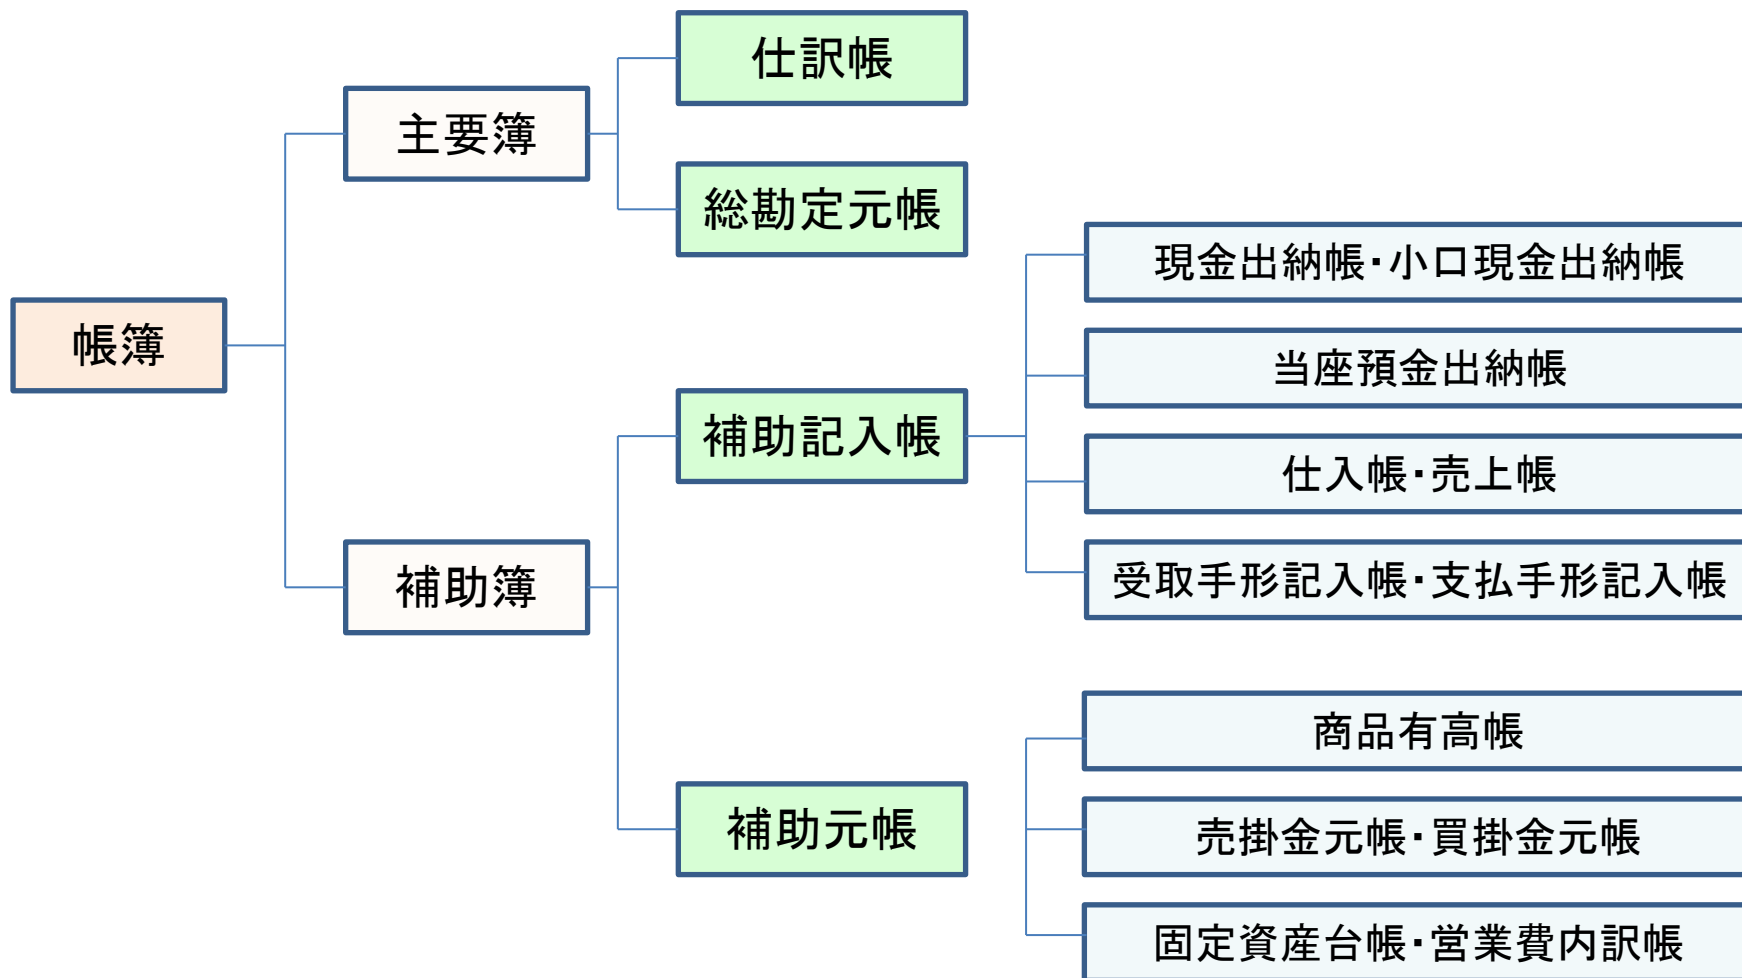 帳簿
主要簿
仕訳帳
総勘定元帳
補助簿
補助記入帳
現金出納帳・小口現金出納帳
当座預金出納帳
仕入帳・売上帳
受取手形記入帳・支払手形記入帳
補助元帳
商品有高帳
売掛金元帳・買掛金元帳
固定資産台帳・営業費内訳帳